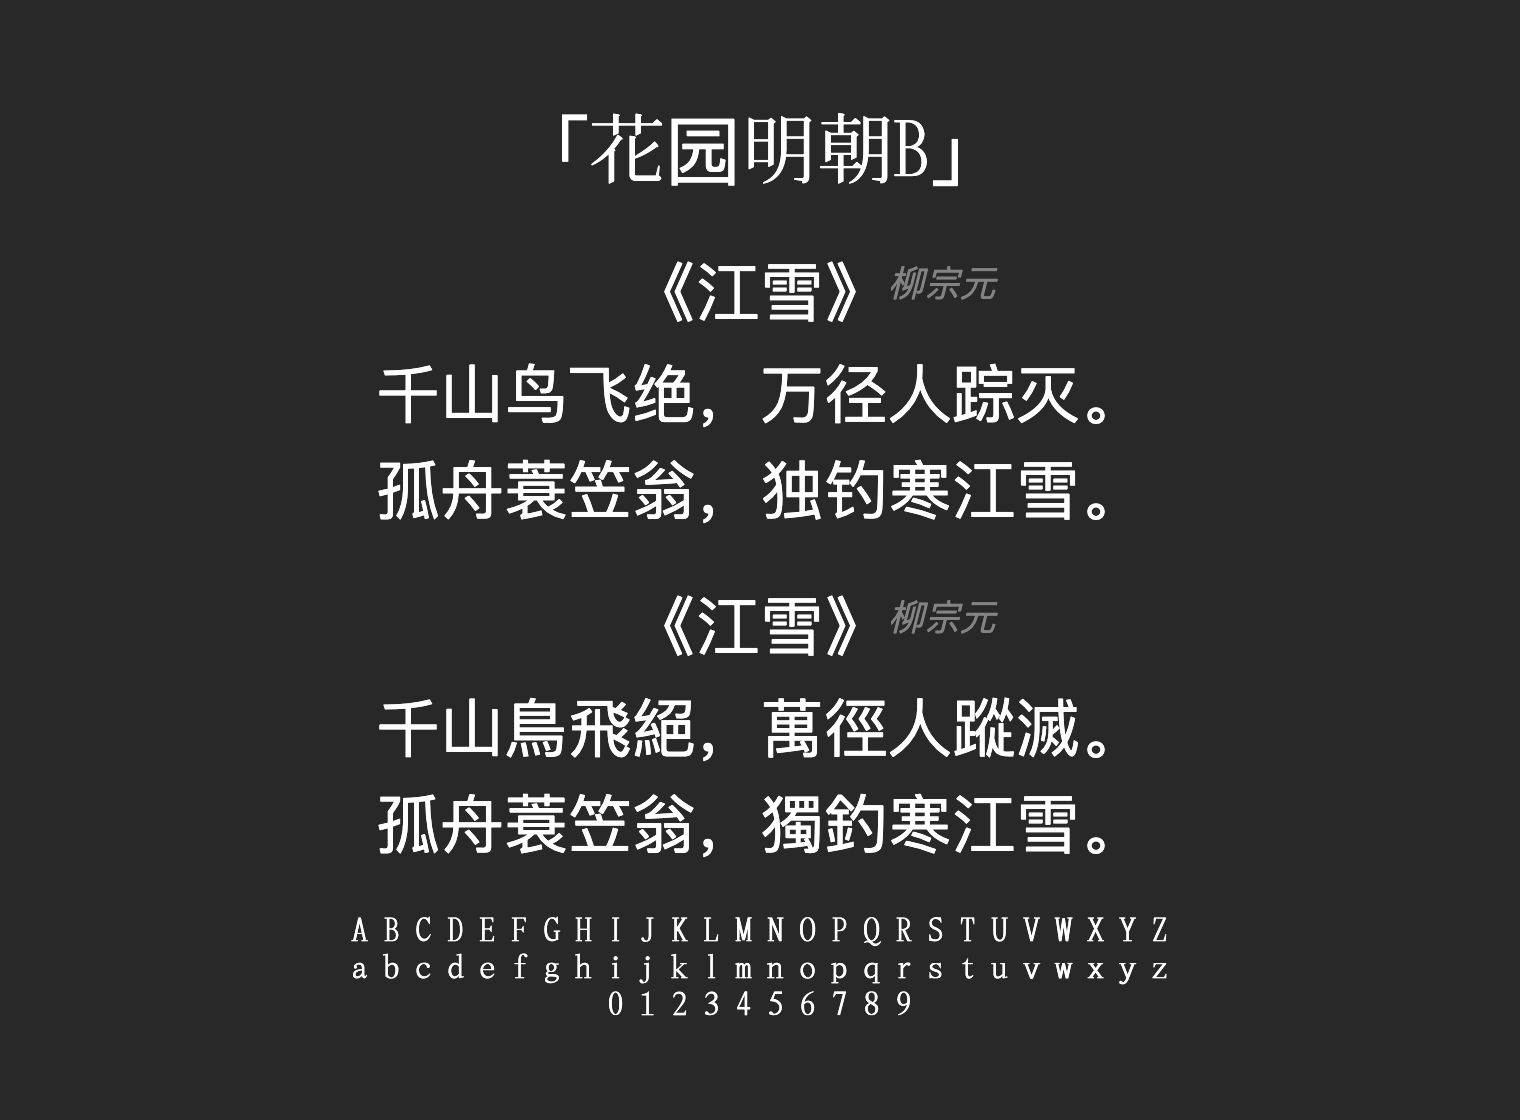 「花园明朝B」
《江雪》 柳宗元
千山鸟飞绝，万径人踪灭。
孤舟蓑笠翁，独钓寒江雪。
《江雪》 柳宗元
千山鳥飛絕，萬徑人蹤滅。
孤舟蓑笠翁，獨釣寒江雪。
A B C D E F G H I J K L M N O P Q R S T U V W X Y Z
a b c d e f g h i j k l m n o p q r s t u v w x y z
0 1 2 3 4 5 6 7 8 9